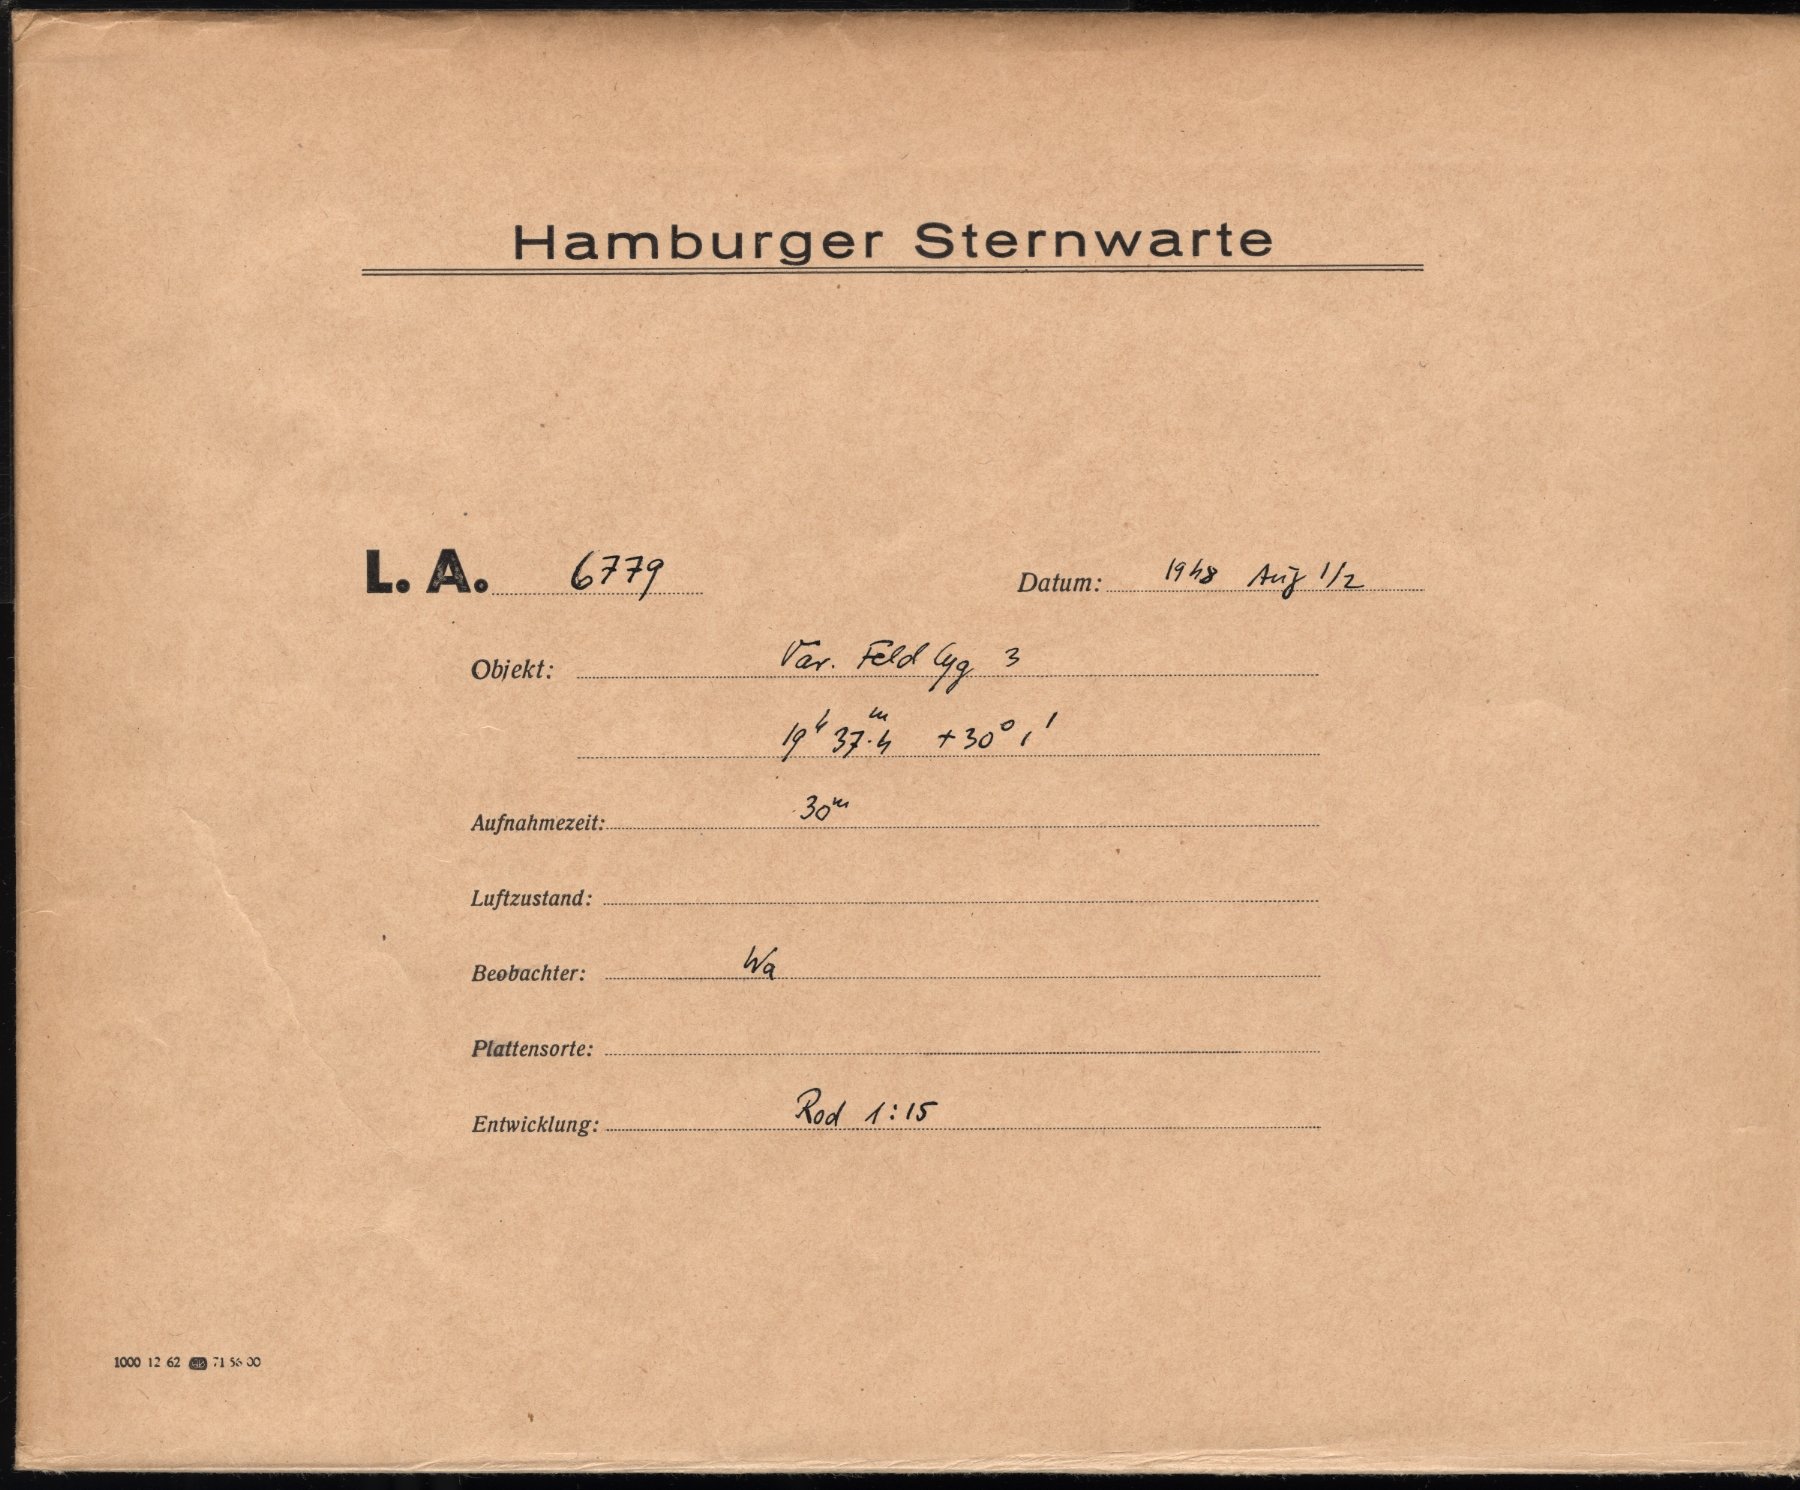 Hamburger Sternwarte
L. A. 6779 Datum: 1948 Aug 1/2
Objekt: Var. Feld Cyg 3
19ʰ 37.4ᵐ +30° 1'
Aufnahmezeit: 30ᵐ
Luftzustand:
Beobachter: Wa
Plattensorte:
Entwicklung: Rod 1:15
1000 12 62 71 56 00